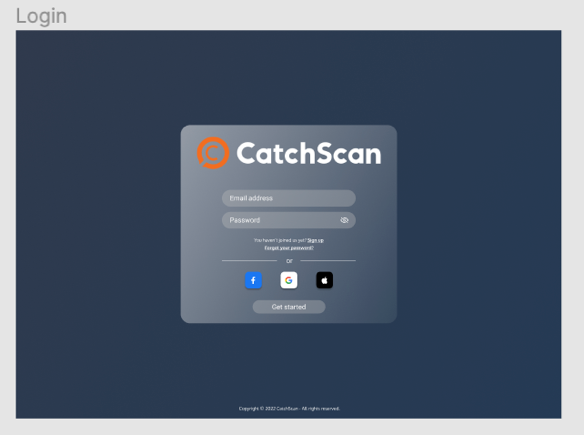 Login
CatchScan
Email address
Password
You haven't joined us yet? Sign up
Forgot your password?
or
Get started
Copyright © 2022 CatchScan · All rights reserved.